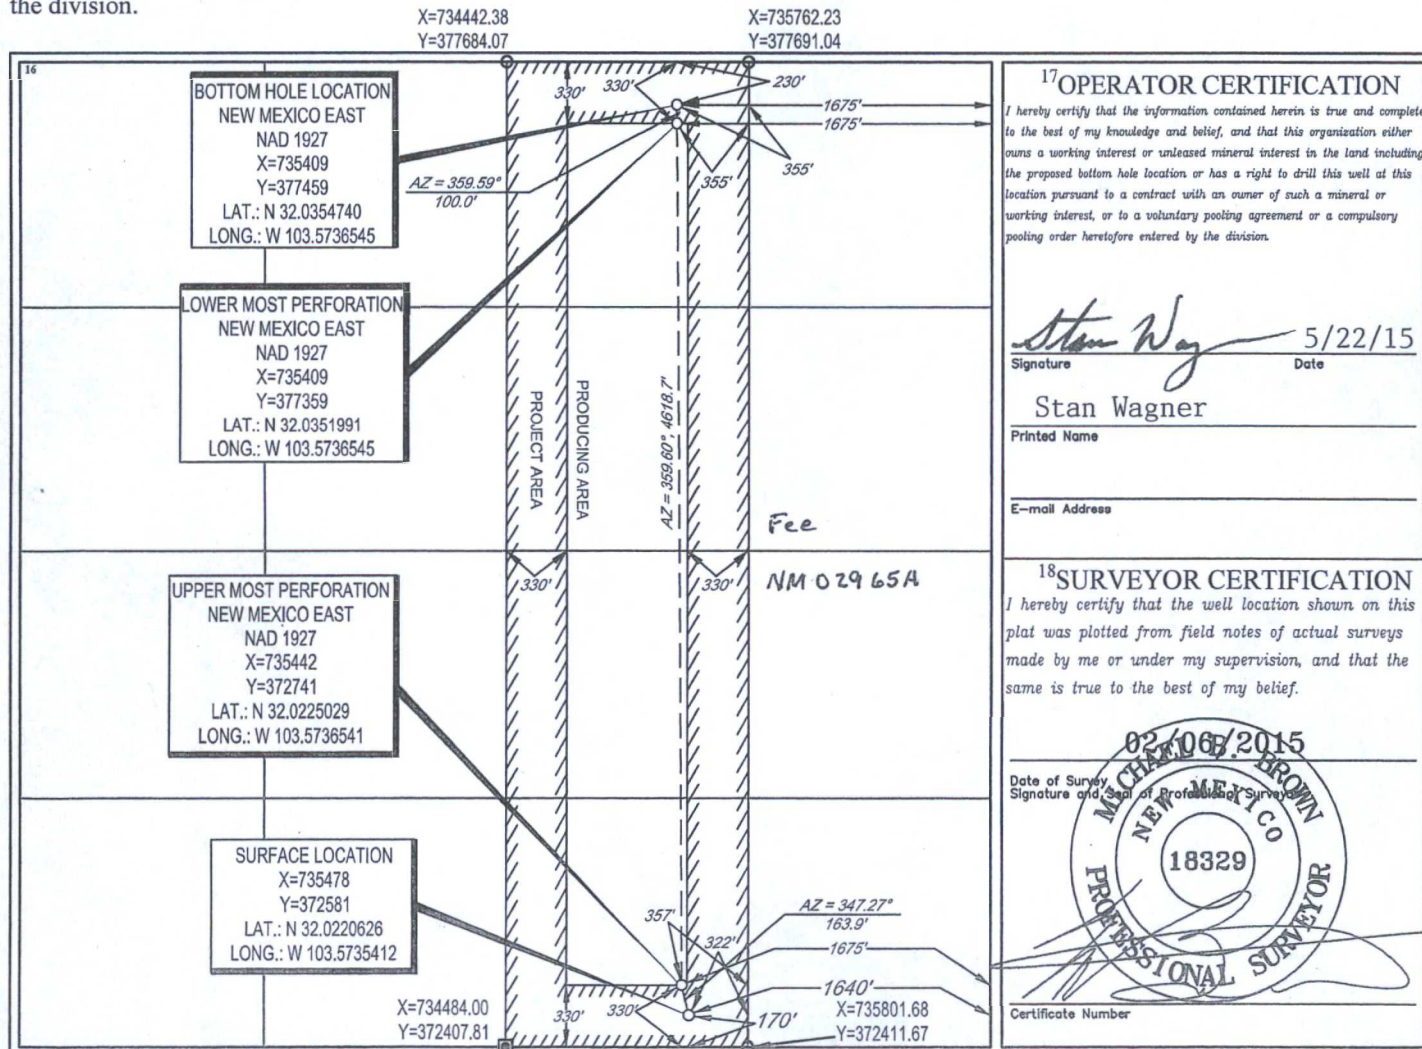 the division.
X=734442.38
Y=377684.07
X=735762.23
Y=377691.04
16
BOTTOM HOLE LOCATION
NEW MEXICO EAST
NAD 1927
X=735409
Y=377459
LAT.: N 32.0354740
LONG.: W 103.5736545
330'
330'
230'
1675'
1675'
355'
355'
AZ = 359.59°
100.0'
LOWER MOST PERFORATION
NEW MEXICO EAST
NAD 1927
X=735409
Y=377359
LAT.: N 32.0351991
LONG.: W 103.5736545
PROJECT AREA
PRODUCING AREA
AZ = 359.60°, 4618.7'
Fee
330'
330'
NM 02965A
UPPER MOST PERFORATION
NEW MEXICO EAST
NAD 1927
X=735442
Y=372741
LAT.: N 32.0225029
LONG.: W 103.5736541
SURFACE LOCATION
X=735478
Y=372581
LAT.: N 32.0220626
LONG.: W 103.5735412
357'
322'
AZ = 347.27°
163.9'
1675'
1640'
330'
330'
170'
X=734484.00
Y=372407.81
X=735801.68
Y=372411.67
17 OPERATOR CERTIFICATION
I hereby certify that the information contained herein is true and complete
to the best of my knowledge and belief, and that this organization either
owns a working interest or unleased mineral interest in the land including
the proposed bottom hole location or has a right to drill this well at this
location pursuant to a contract with an owner of such a mineral or
working interest, or to a voluntary pooling agreement or a compulsory
pooling order heretofore entered by the division.
Stan Wag 5/22/15
Signature Date
Stan Wagner
Printed Name
E-mail Address
18 SURVEYOR CERTIFICATION
I hereby certify that the well location shown on this
plat was plotted from field notes of actual surveys
made by me or under my supervision, and that the
same is true to the best of my belief.
02/06/2015
Date of Survey
Signature and Seal of Professional Surveyor
MICHAEL B. BROWN
NEW MEXICO
18329
PROFESSIONAL SURVEYOR
Certificate Number